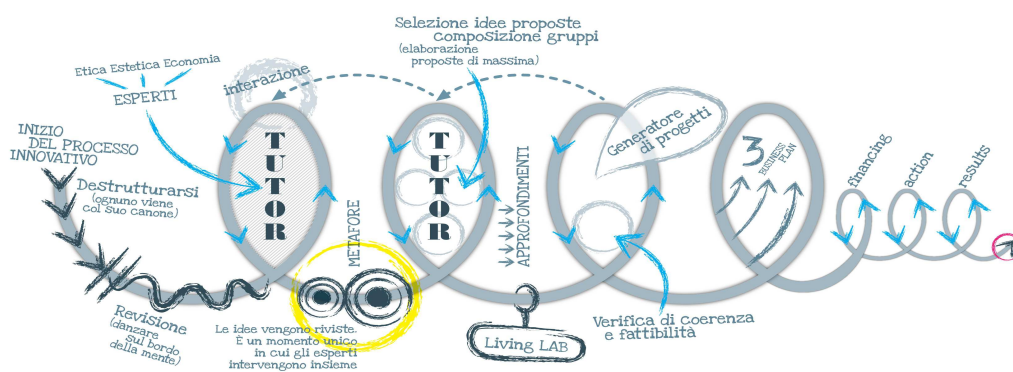 Selezione idee proposte
composizione gruppi
(elaborazione
proposte di massima)
Etica Estetica Economia
ESPERTI
interazione
INIZIO
DEL PROCESSO
INNOVATIVO
Destrutturarsi
(ognuno viene
col suo canone)
Revisione
(danzare
sul bordo
della mente)
TUTOR
METAFORE
Le idee vengono riviste.
È un momento unico
in cui gli esperti
intervengono insieme
TUTOR
APPROFONDIMENTI
Living LAB
Generatore
di progetti
Verifica di coerenza
e fattibilità
3
BUSINESS
PLAN
financing
action
results